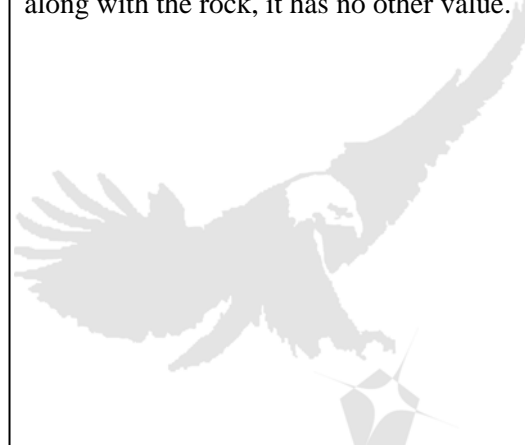 along with the rock, it has no other value.